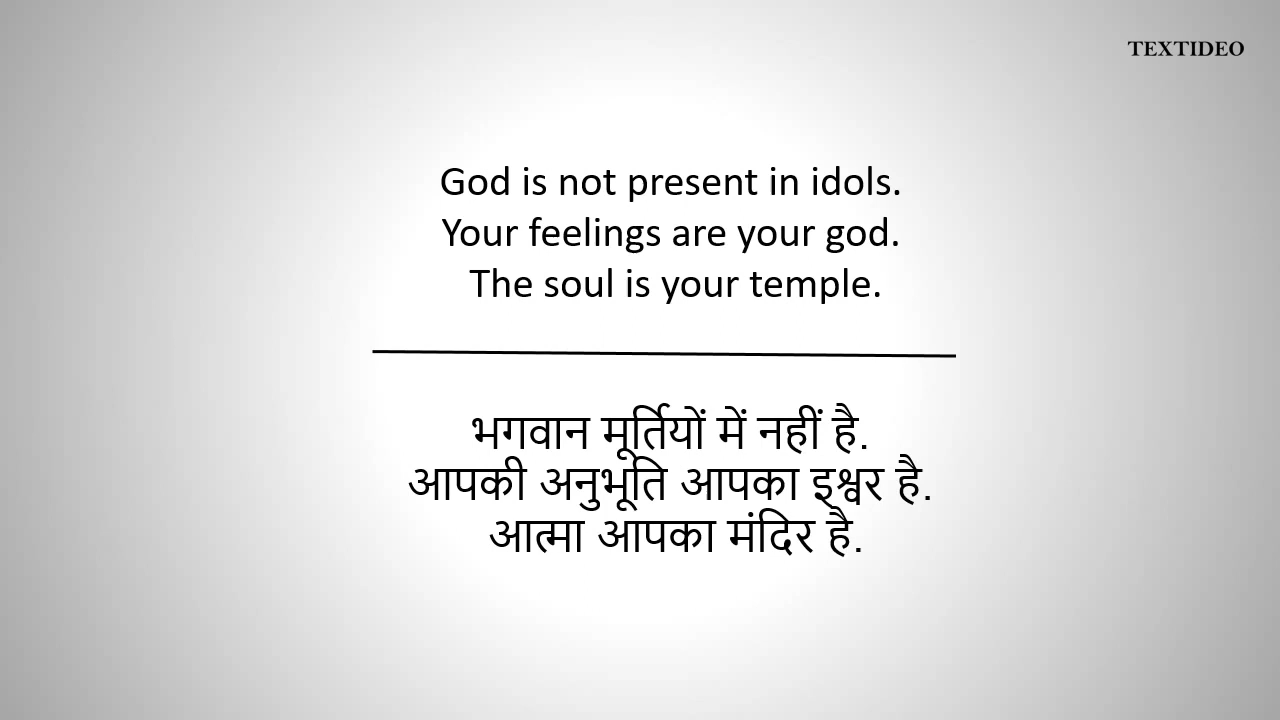 TEXTIDEO
God is not present in idols.
Your feelings are your god.
The soul is your temple.
भगवान मूर्तियों में नहीं है.
आपकी अनुभूति आपका इश्वर है.
आत्मा आपका मंदिर है.